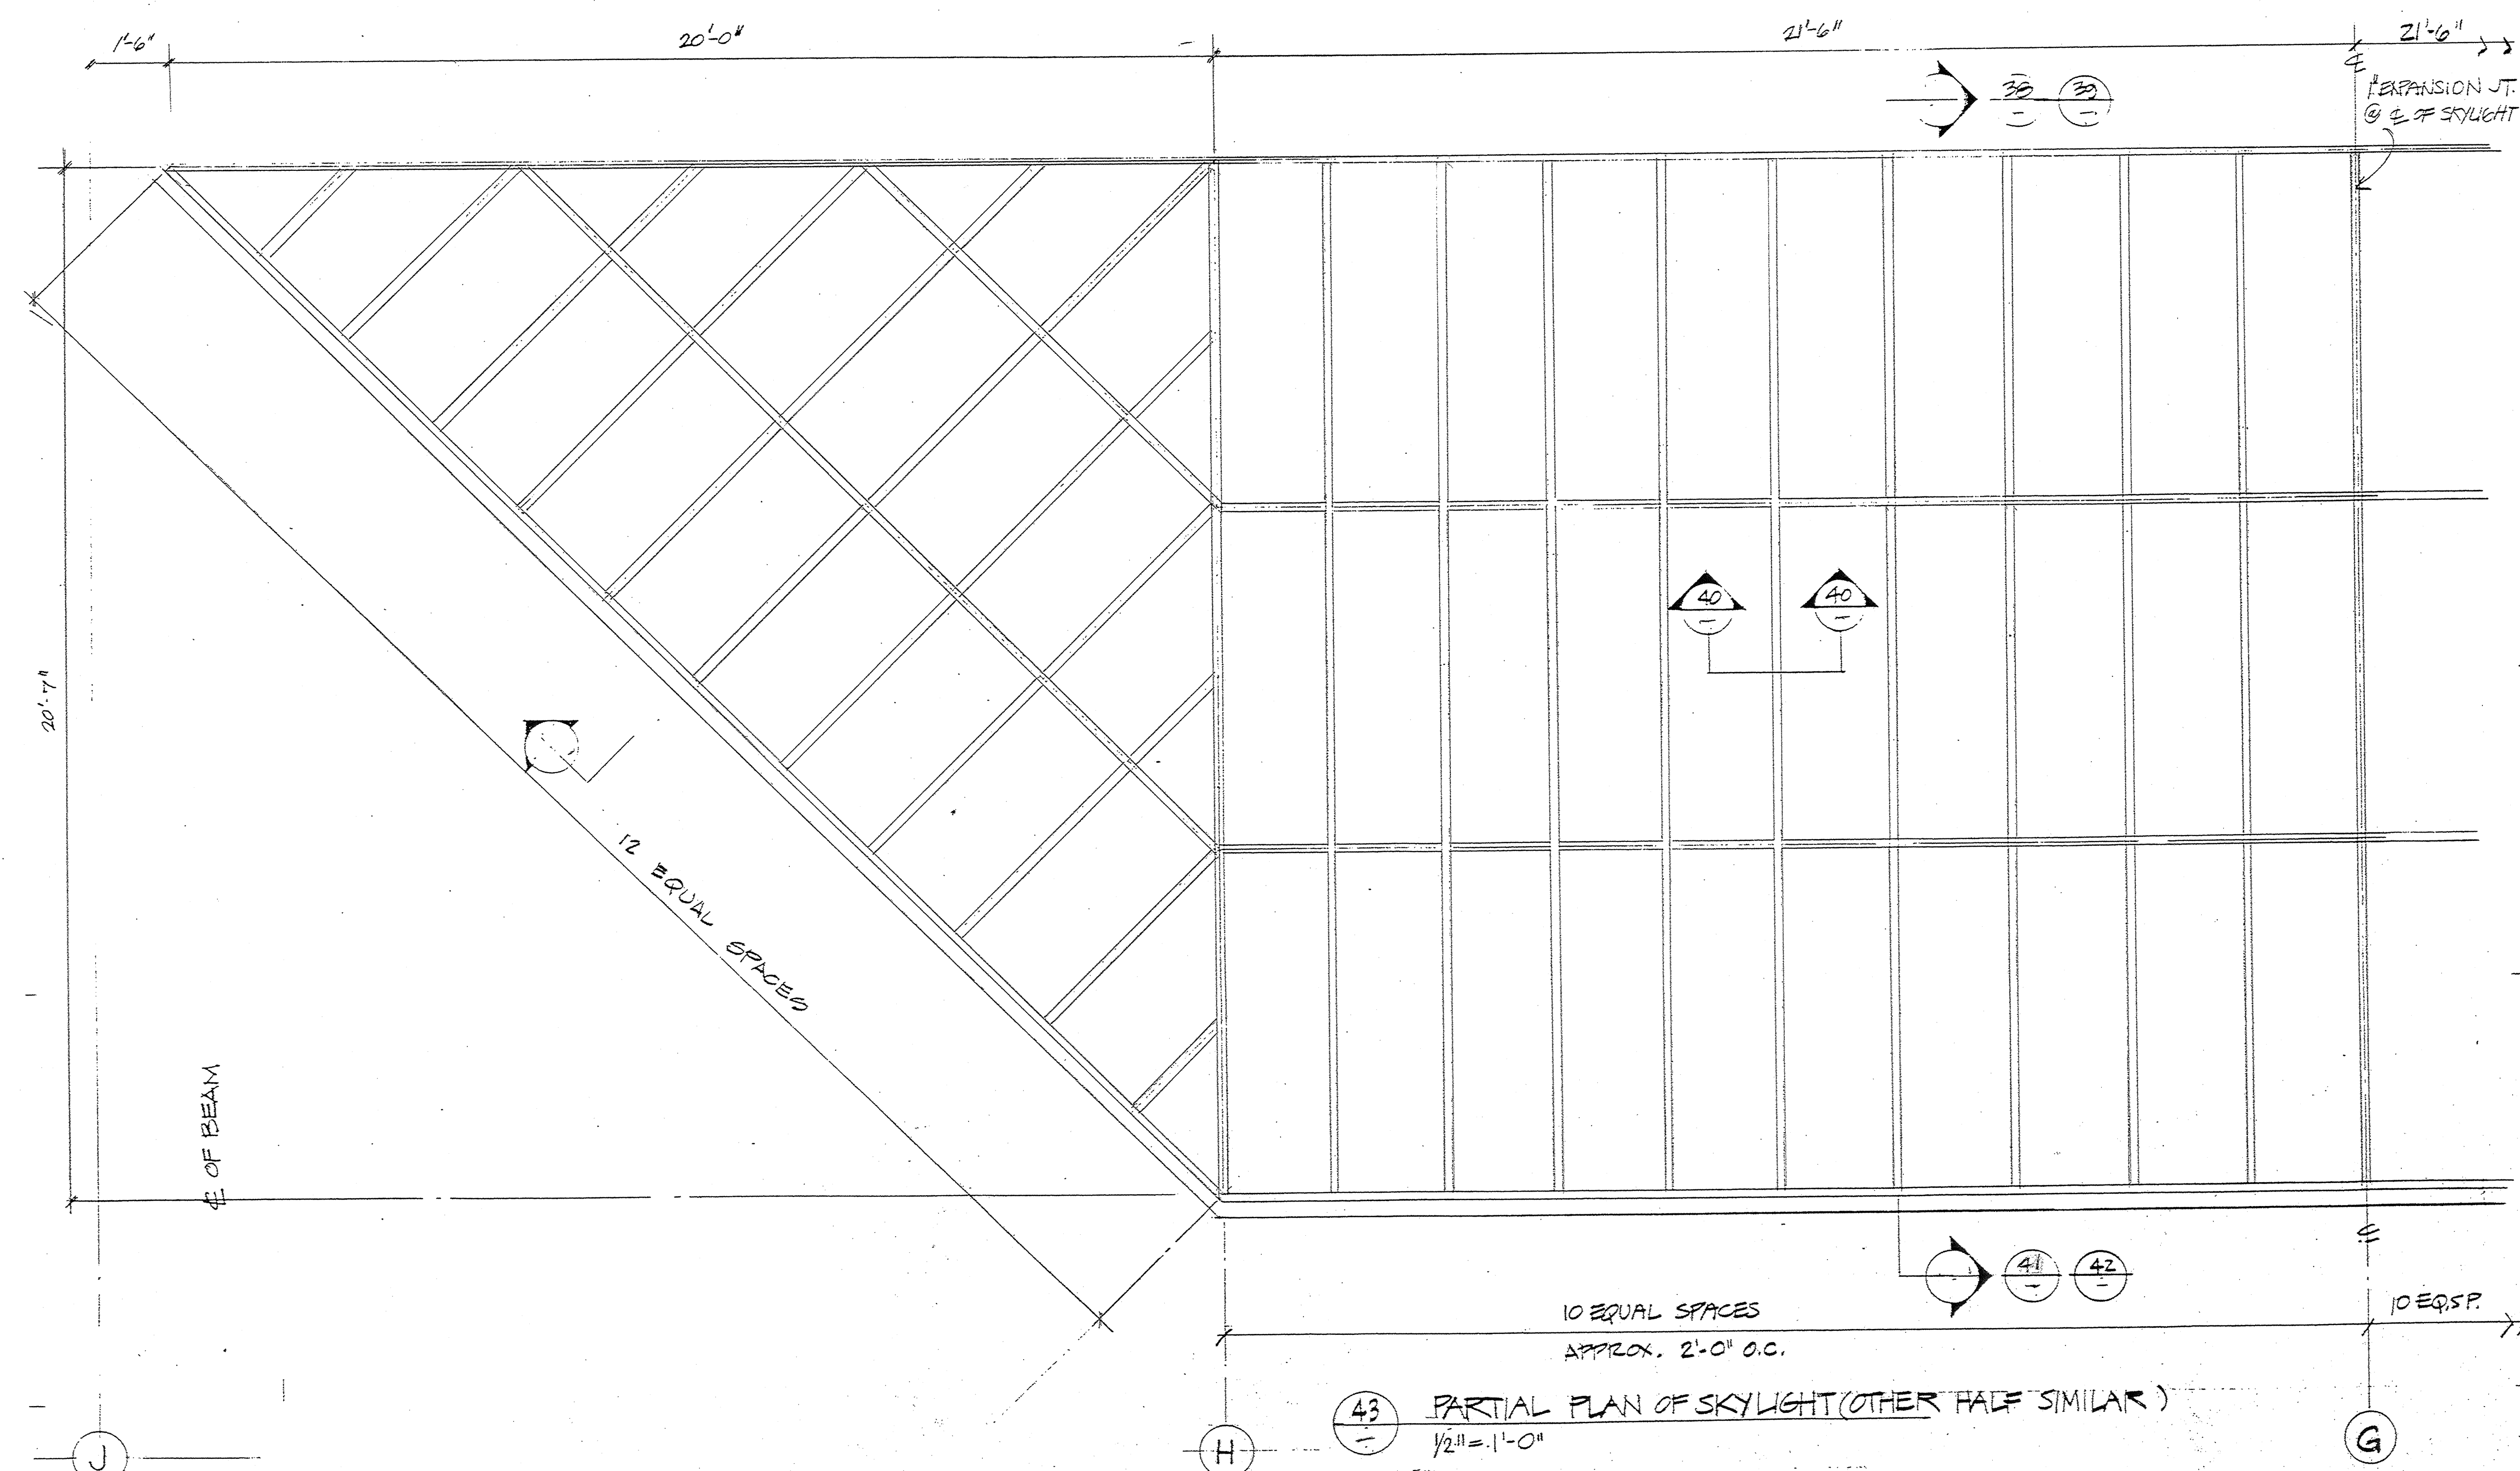 1'-6"
20'-0"
21'-6"
21'-6"
℄
1" EXPANSION JT.
@ ℄ OF SKYLIGHT
38
39
40
40
12 EQUAL SPACES
℄ OF BEAM
℄
41
42
10 EQUAL SPACES
APPROX. 2'-0" O.C.
10 EQ.SP.
43
PARTIAL PLAN OF SKYLIGHT (OTHER HALF SIMILAR)
1/2" = 1'-0"
J
H
G